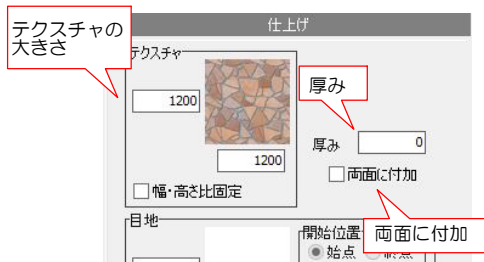 テクスチャの
大きさ
仕上げ
テクスチャ
1200
1200
幅・高さ比固定
厚み
厚み
0
両面に付加
両面に付加
目地
開始位置
始点
終点